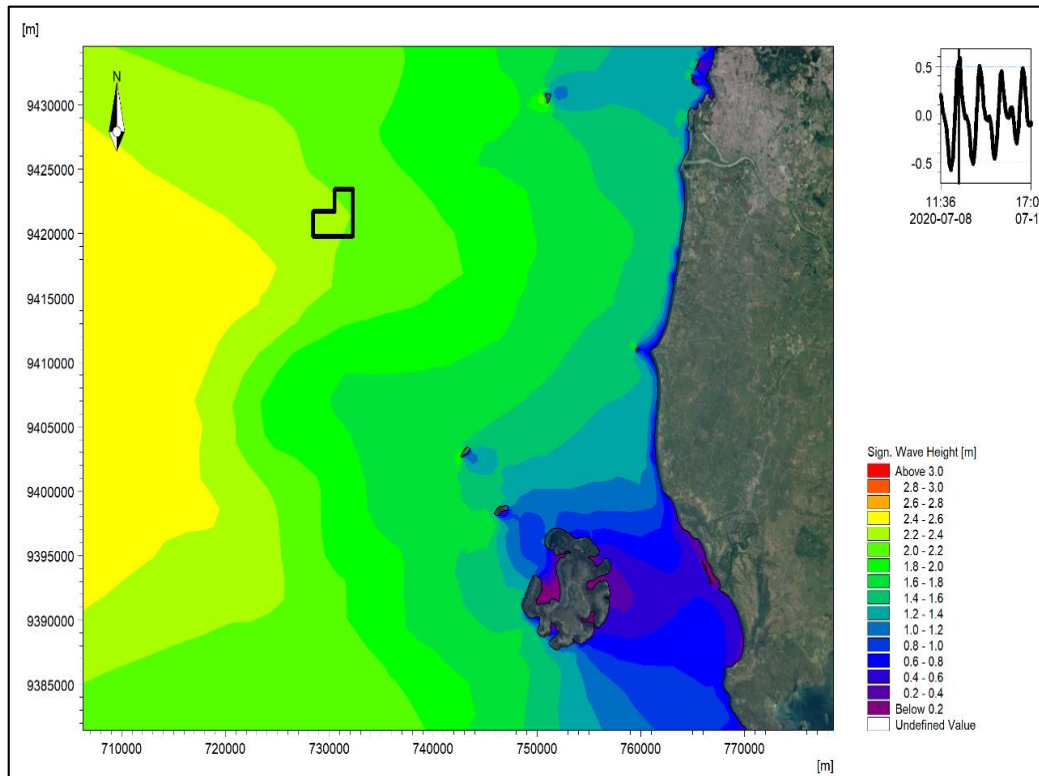 [m]
N
9430000
9425000
9420000
9415000
9410000
9405000
9400000
9395000
9390000
9385000
710000 720000 730000 740000 750000 760000 770000
[m]
0.5
0.0
-0.5
11:36 17:0
2020-07-08 07-1
Sign. Wave Height [m]
Above 3.0
2.8 - 3.0
2.6 - 2.8
2.4 - 2.6
2.2 - 2.4
2.0 - 2.2
1.8 - 2.0
1.6 - 1.8
1.4 - 1.6
1.2 - 1.4
1.0 - 1.2
0.8 - 1.0
0.6 - 0.8
0.4 - 0.6
0.2 - 0.4
Below 0.2
Undefined Value